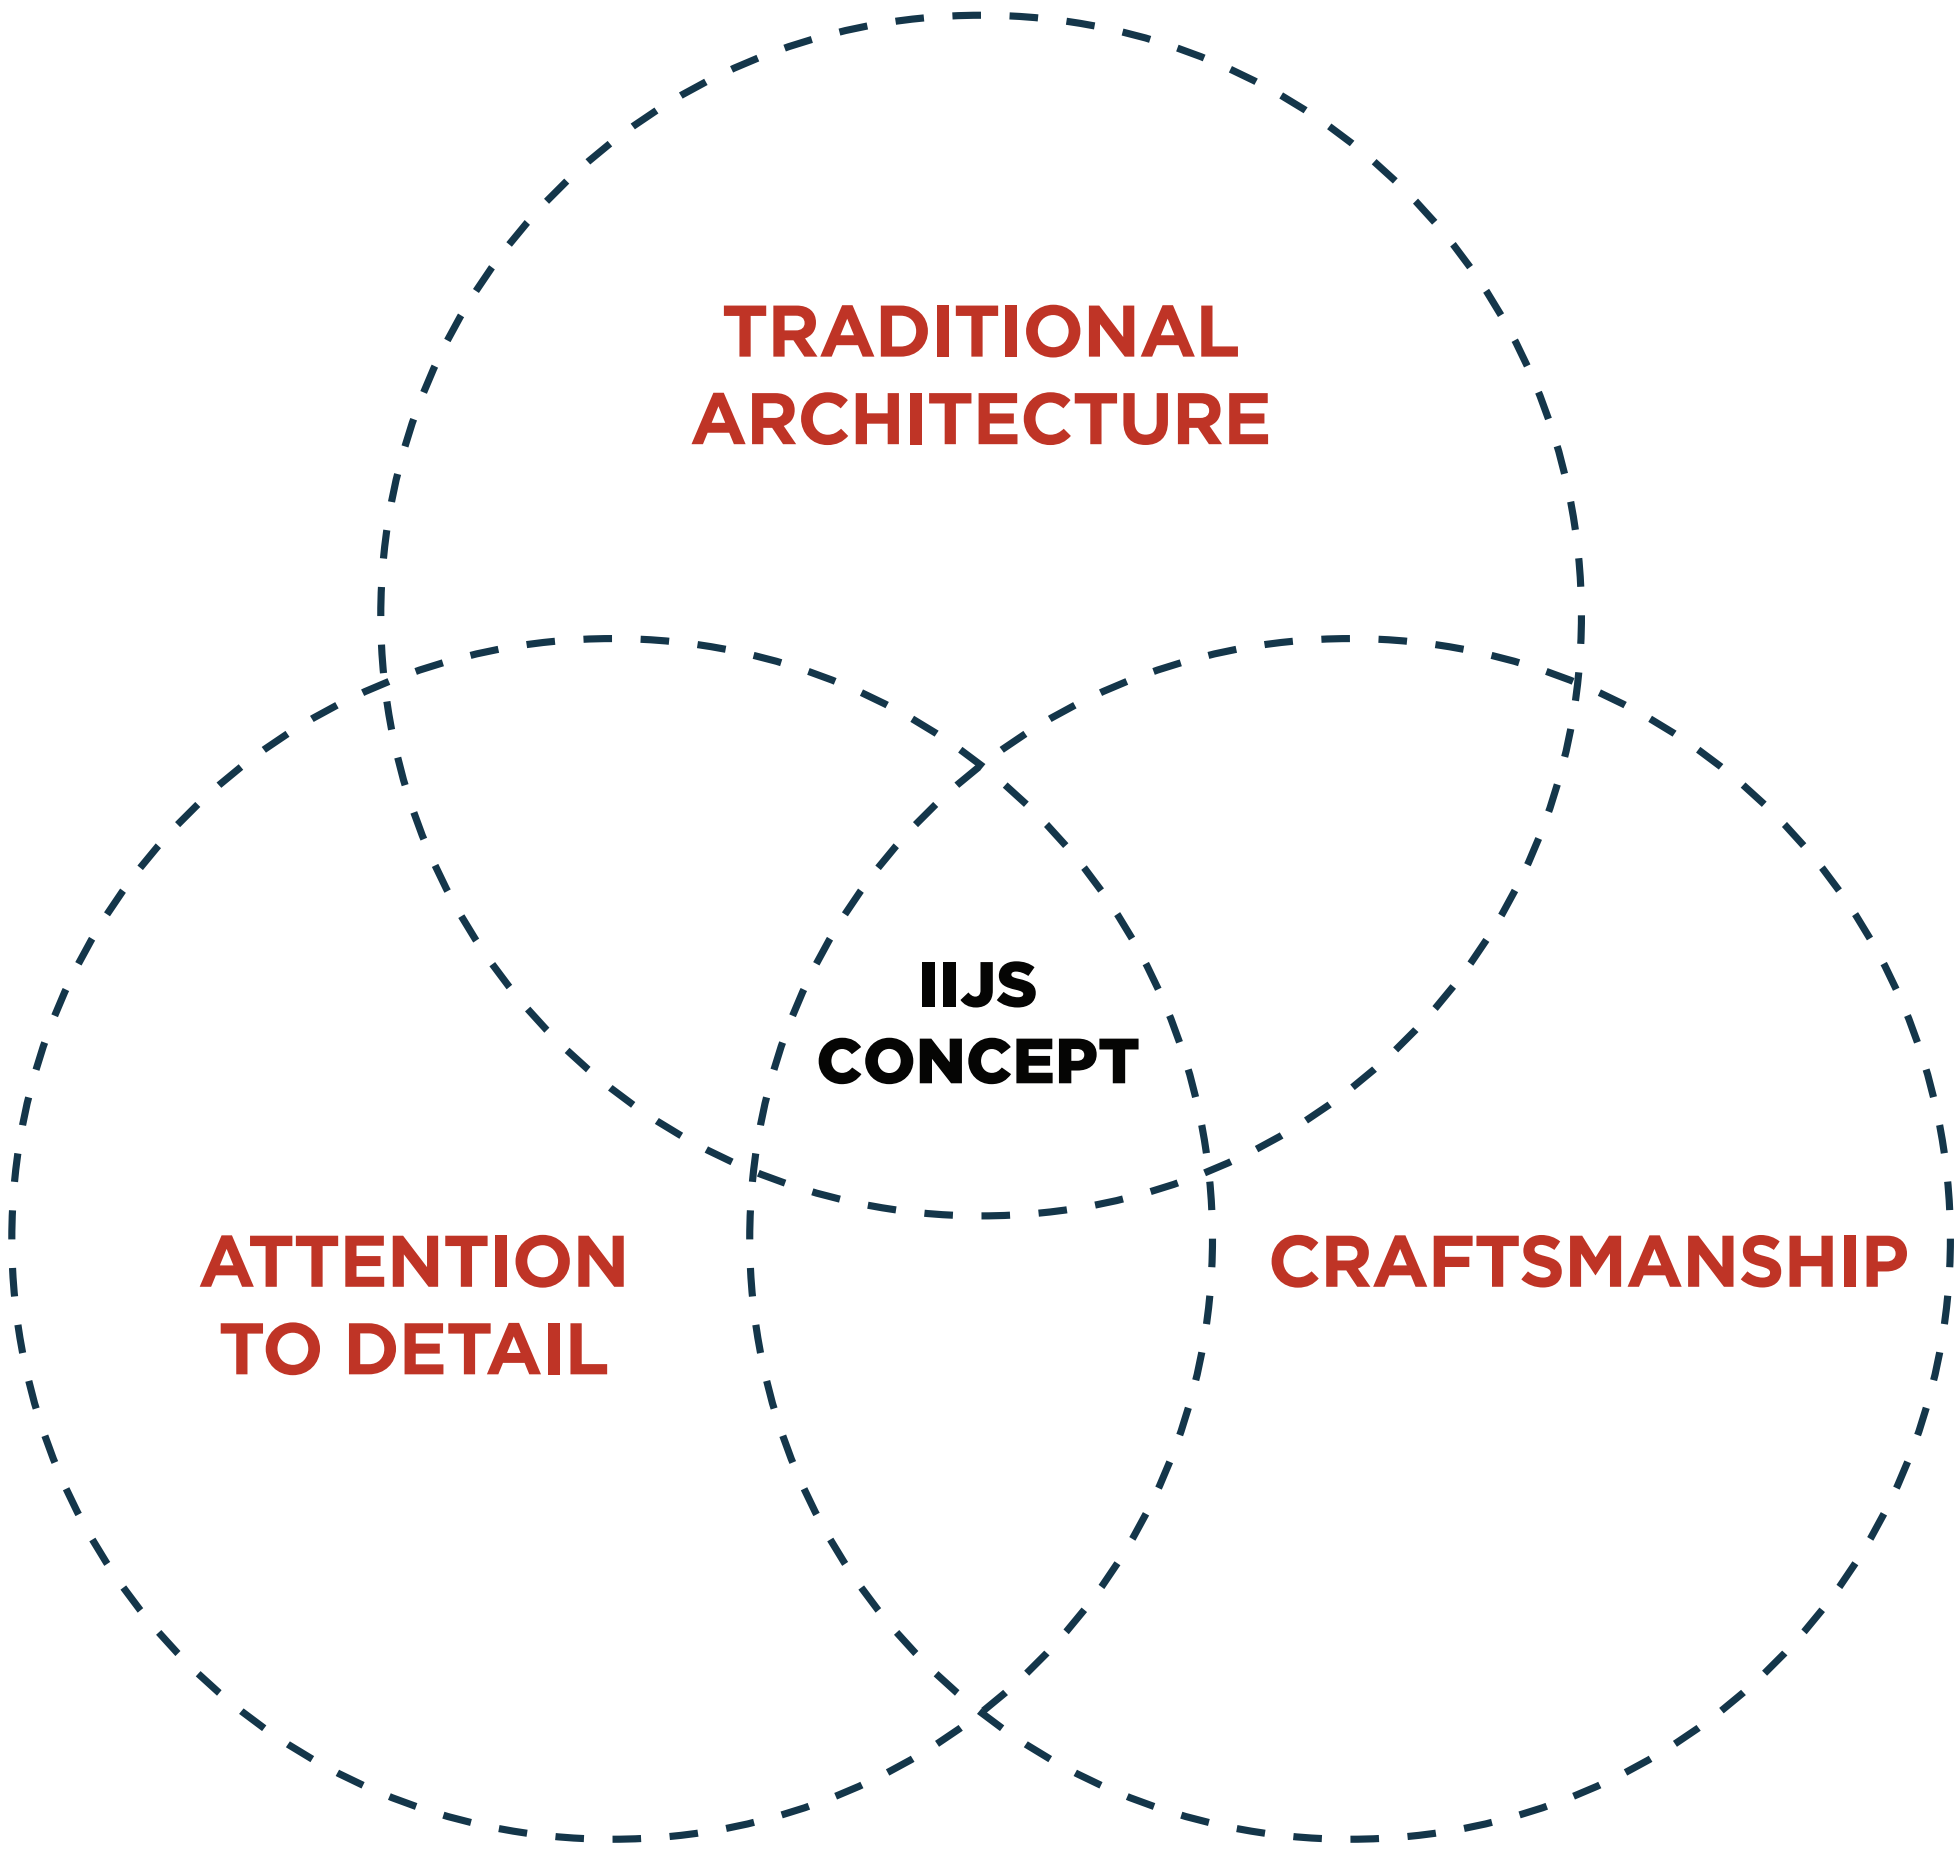 TRADITIONAL
ARCHITECTURE
IIJS
CONCEPT
ATTENTION
TO DETAIL
CRAFTSMANSHIP